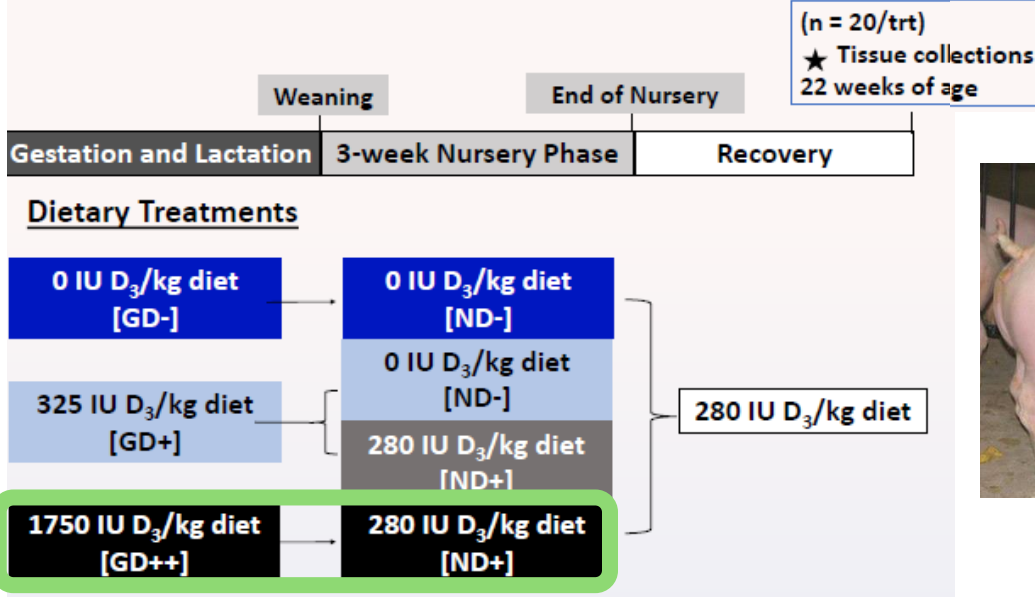 (n = 20/trt)
★ Tissue collections
22 weeks of age
Weaning
End of Nursery
Gestation and Lactation
3-week Nursery Phase
Recovery
Dietary Treatments
0 IU D₃/kg diet
[GD-]
0 IU D₃/kg diet
[ND-]
0 IU D₃/kg diet
[ND-]
325 IU D₃/kg diet
[GD+]
280 IU D₃/kg diet
[ND+]
280 IU D₃/kg diet
1750 IU D₃/kg diet
[GD++]
280 IU D₃/kg diet
[ND+]